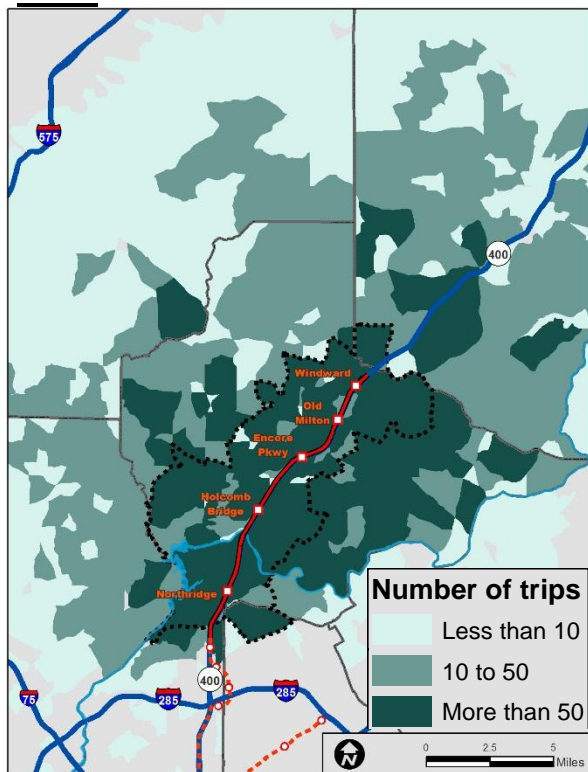 575
400
Windward
Old
Milton
Encore
Pkwy
Holcomb
Bridge
Northridge
Number of trips
Less than 10
10 to 50
More than 50
75
285
400
285
N
0 2.5 5
Miles